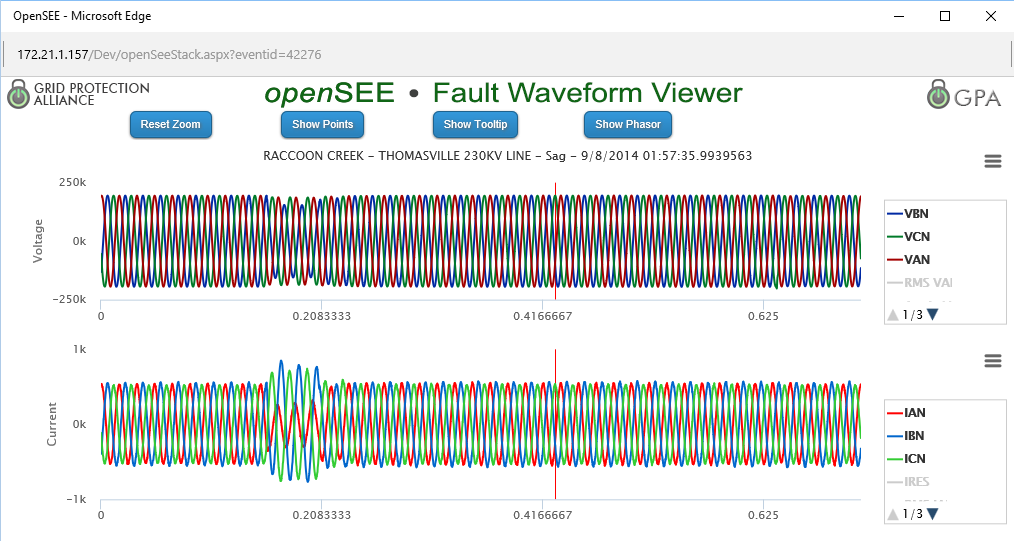 OpenSEE - Microsoft Edge
172.21.1.157/Dev/openSeeStack.aspx?eventid=42276
GRID PROTECTION
ALLIANCE
openSEE • Fault Waveform Viewer
GPA
Reset Zoom Show Points Show Tooltip Show Phasor
RACCOON CREEK - THOMASVILLE 230KV LINE - Sag - 9/8/2014 01:57:35.9939563
Voltage
250k
0k
-250k
0 0.2083333 0.4166667 0.625
VBN
VCN
VAN
RMS VAN
1/3
Current
1k
0k
-1k
0 0.2083333 0.4166667 0.625
IAN
IBN
ICN
IRES
1/3